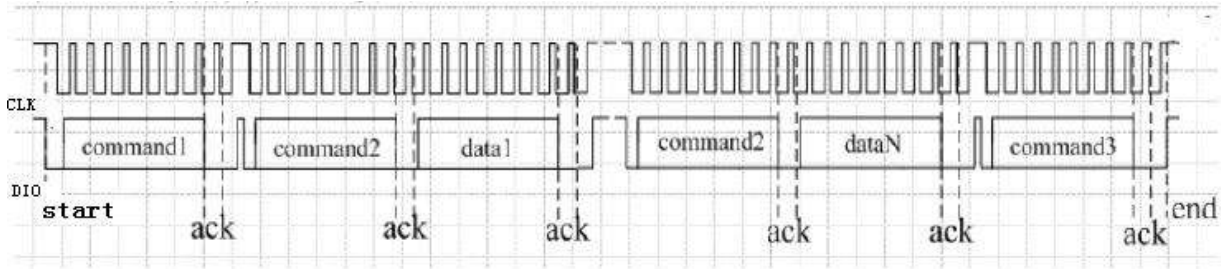 CLK
command1 command2 data1 command2 dataN command3
DIO
start end
ack ack ack ack ack ack